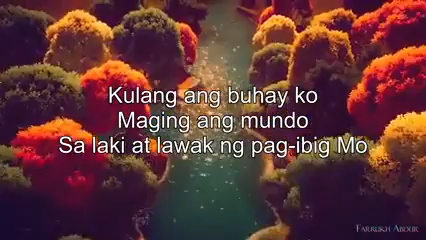 Kulang ang buhay ko
Maging ang mundo
Sa laki at lawak ng pag-ibig Mo
Farrukh Abdur